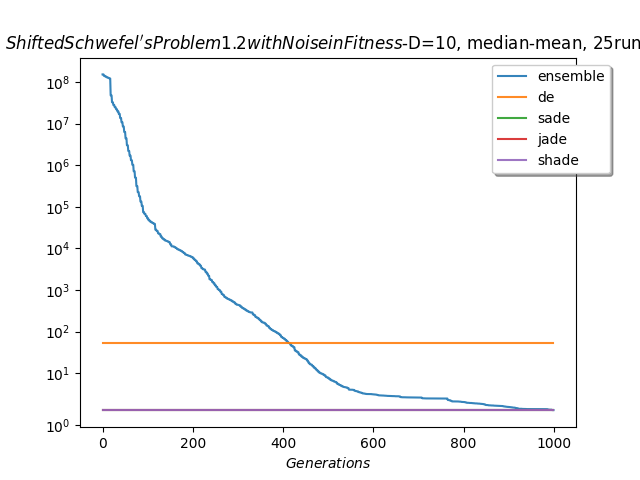 ShiftedSchwefel'sProblem1.2withNoiseinFitness-D=10, median-mean, 25run
ensemble
de
sade
jade
shade
10^8
10^7
10^6
10^5
10^4
10^3
10^2
10^1
10^0
0 200 400 600 800 1000
Generations